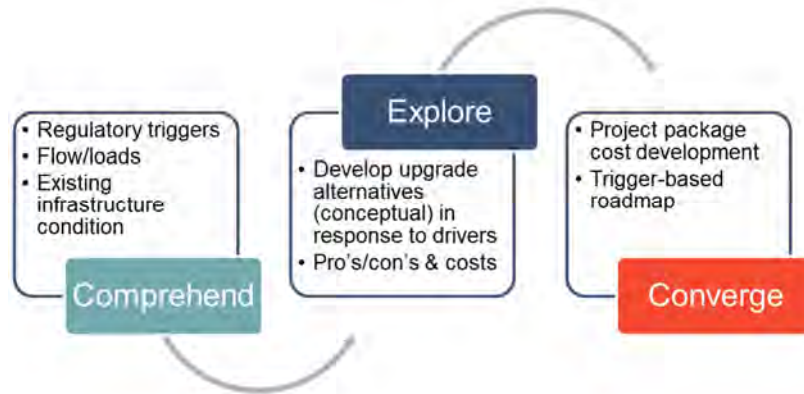 • Regulatory triggers
• Flow/loads
• Existing
infrastructure
condition
Comprehend
Explore
• Develop upgrade
alternatives
(conceptual) in
response to drivers
• Pro's/con's & costs
• Project package
cost development
• Trigger-based
roadmap
Converge